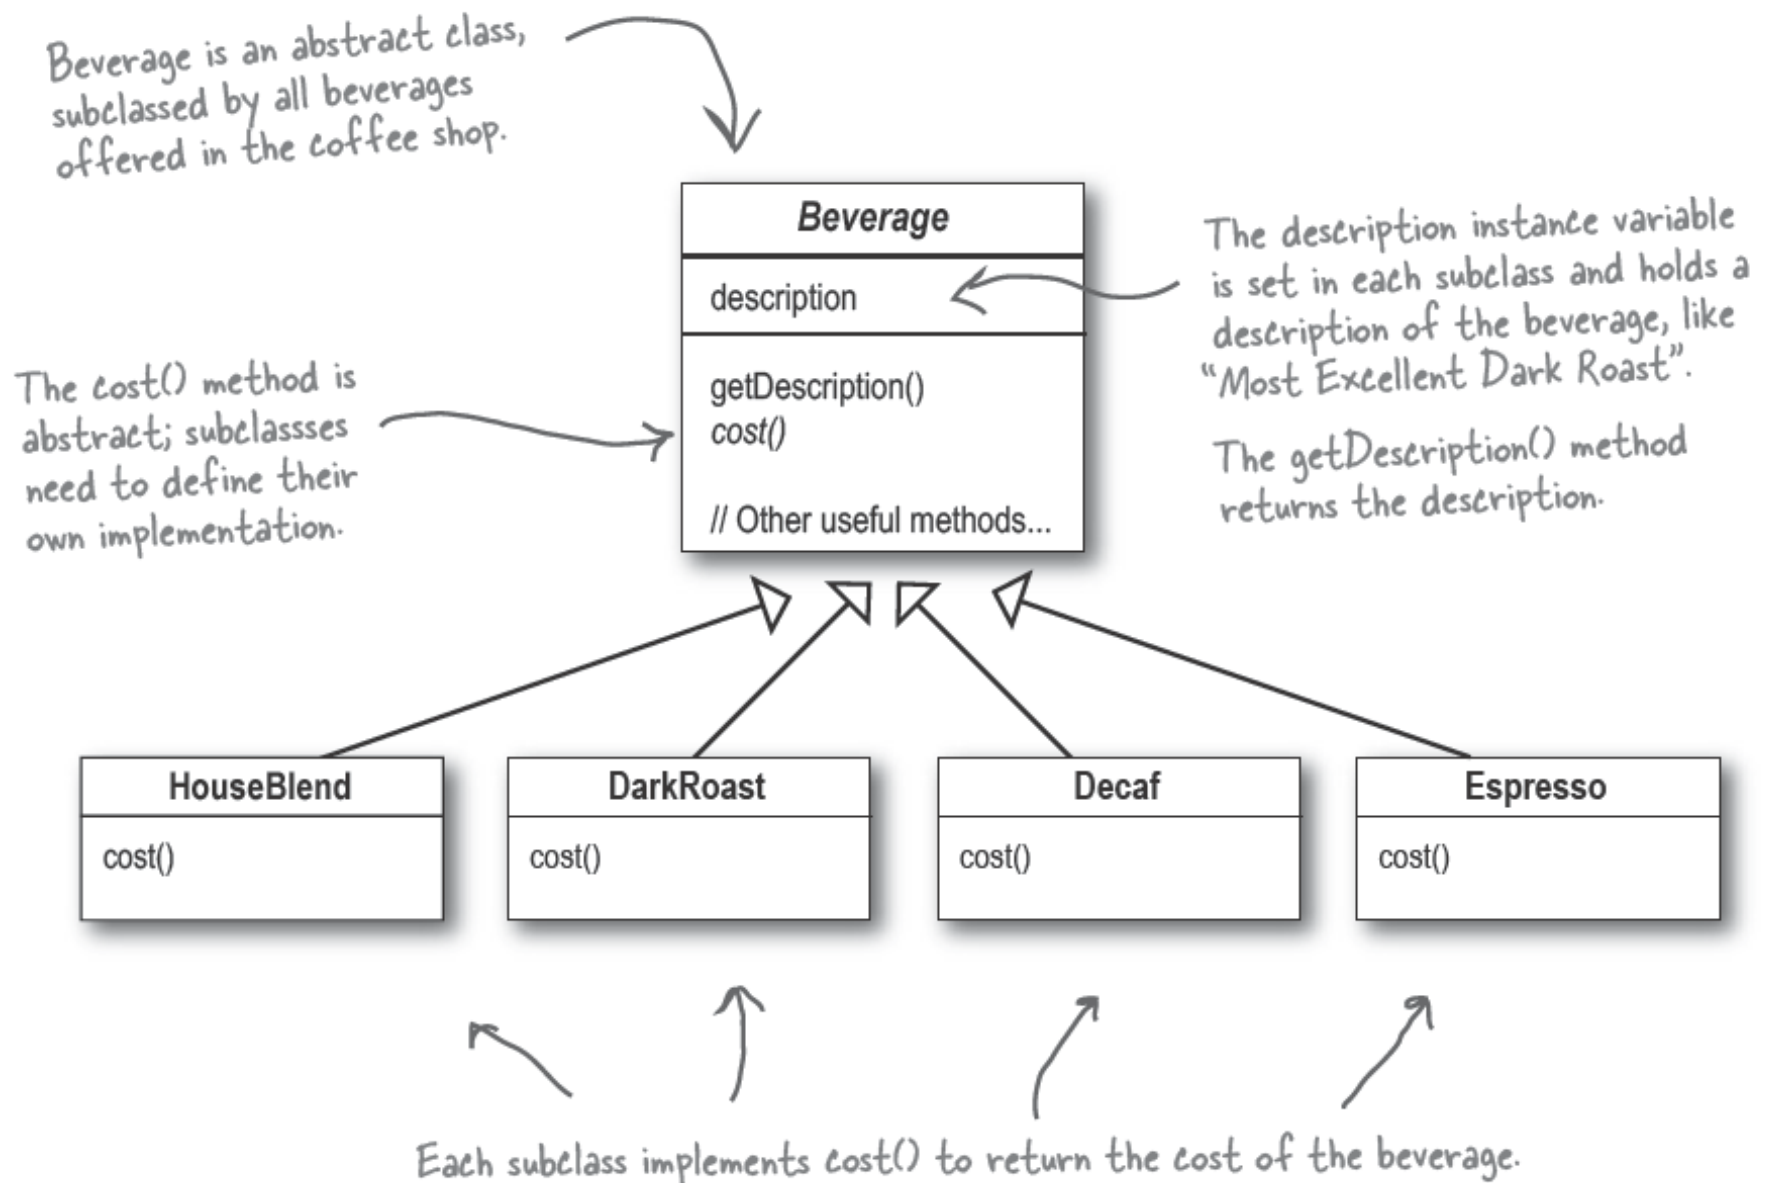 Beverage is an abstract class,
subclassed by all beverages
offered in the coffee shop.
Beverage
description
The description instance variable
is set in each subclass and holds a
description of the beverage, like
“Most Excellent Dark Roast”.
The cost() method is
abstract; subclassses
need to define their
own implementation.
getDescription()
cost()
// Other useful methods...
The getDescription() method
returns the description.
HouseBlend
cost()
DarkRoast
cost()
Decaf
cost()
Espresso
cost()
Each subclass implements cost() to return the cost of the beverage.